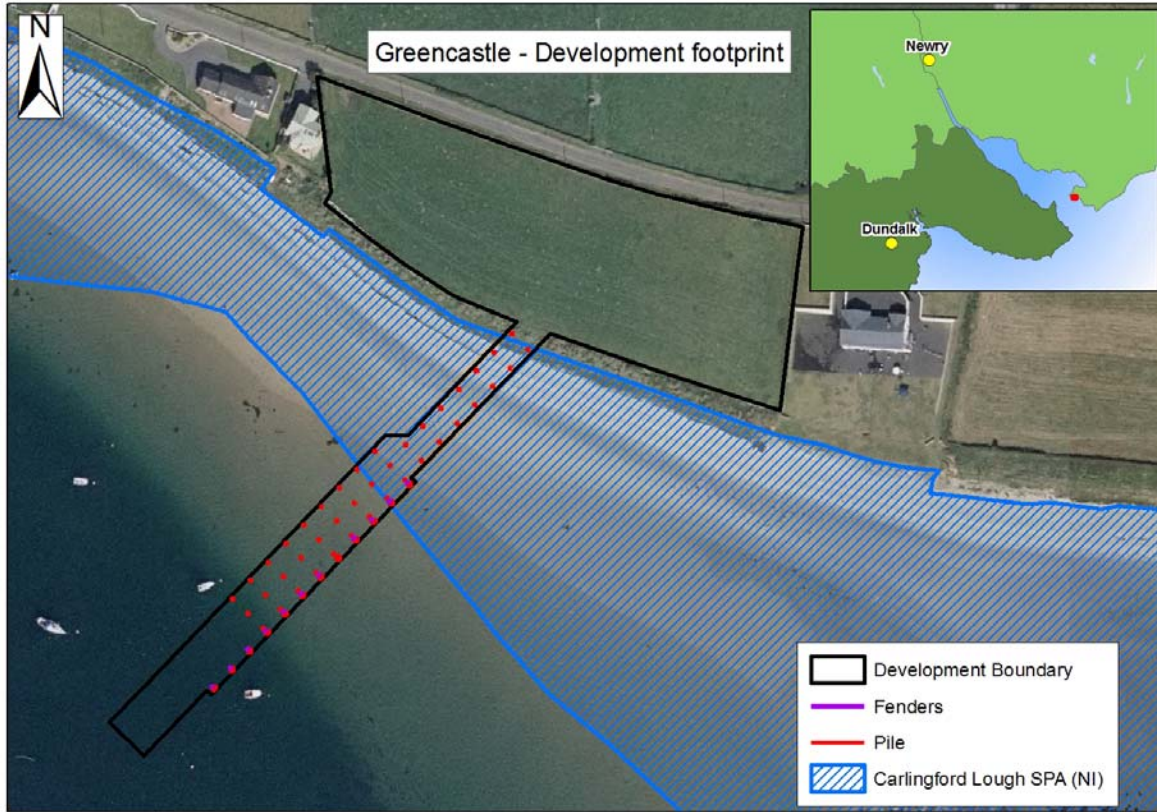 N
Greencastle - Development footprint
Newry
Dundalk
Development Boundary
Fenders
Pile
Carlingford Lough SPA (NI)